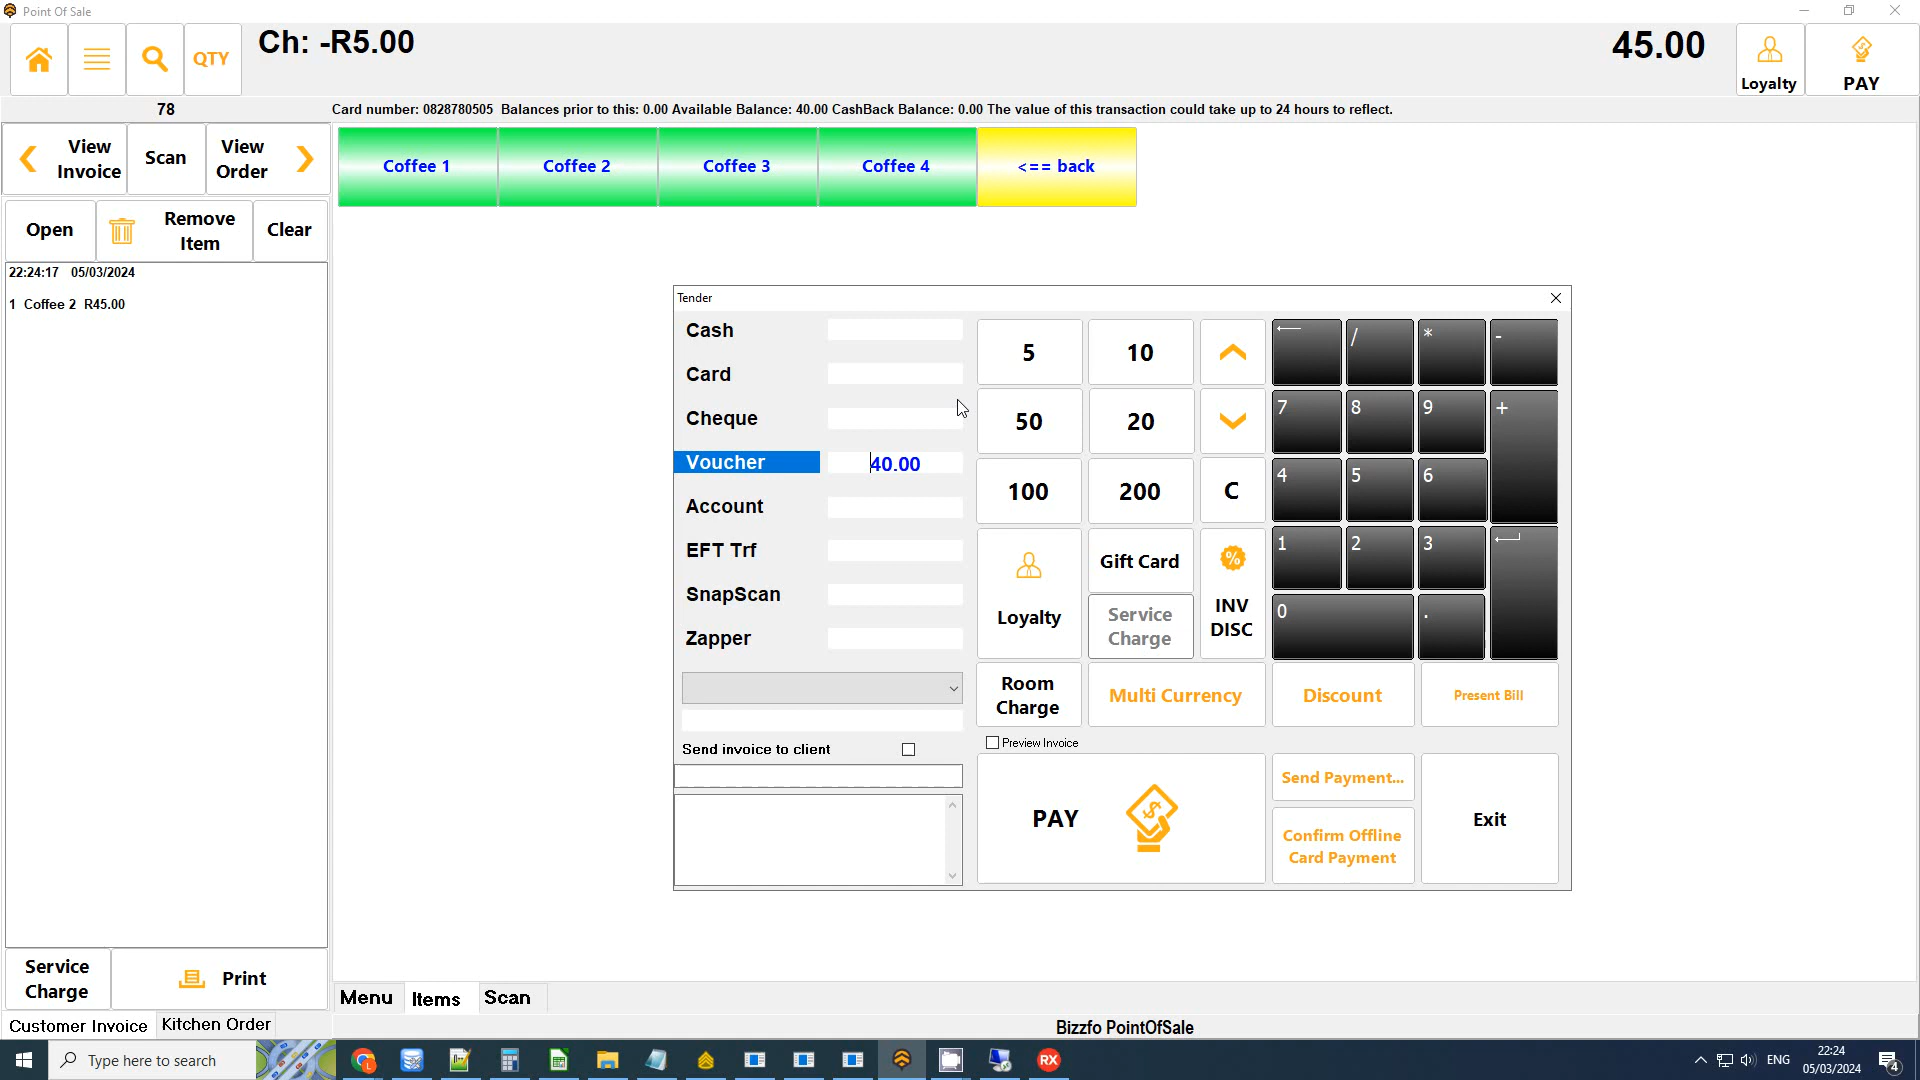 Point Of Sale
QTY
Ch: -R5.00
45.00
Loyalty
PAY
78
Card number: 0828780505 Balances prior to this: 0.00 Available Balance: 40.00 CashBack Balance: 0.00 The value of this transaction could take up to 24 hours to reflect.
View
Invoice
Scan
View
Order
Coffee 1
Coffee 2
Coffee 3
Coffee 4
<== back
Open
Remove
Item
Clear
22:24:17 05/03/2024
1 Coffee 2 R45.00
Tender
Cash
Card
Cheque
Voucher
40.00
Account
EFT Trf
SnapScan
Zapper
Send invoice to client
5
10
50
20
100
200
C
Loyalty
Gift Card
Service
Charge
%
INV
DISC
/
*
-
7
8
9
+
4
5
6
1
2
3
0
.
Room
Charge
Multi Currency
Discount
Present Bill
Preview Invoice
PAY
$
Send Payment...
Confirm Offline
Card Payment
Exit
Service
Charge
Print
Menu
Items
Scan
Customer Invoice
Kitchen Order
Bizzfo PointOfSale
Type here to search
L
RX
ENG
22:24
05/03/2024
4